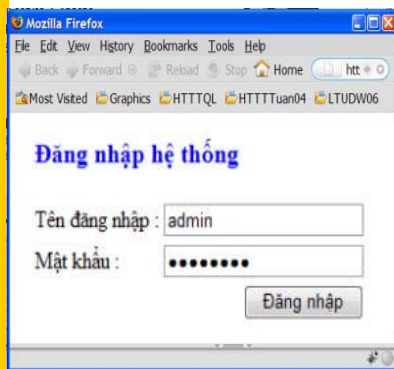 Mozilla Firefox
File Edit View History Bookmarks Tools Help
Back Forward Reload Stop Home htt
Most Visited Graphics HTTTQL HTTTTuan04 LTUDW06
Đăng nhập hệ thống
Tên đăng nhập : admin
Mật khẩu : ••••••••
Đăng nhập